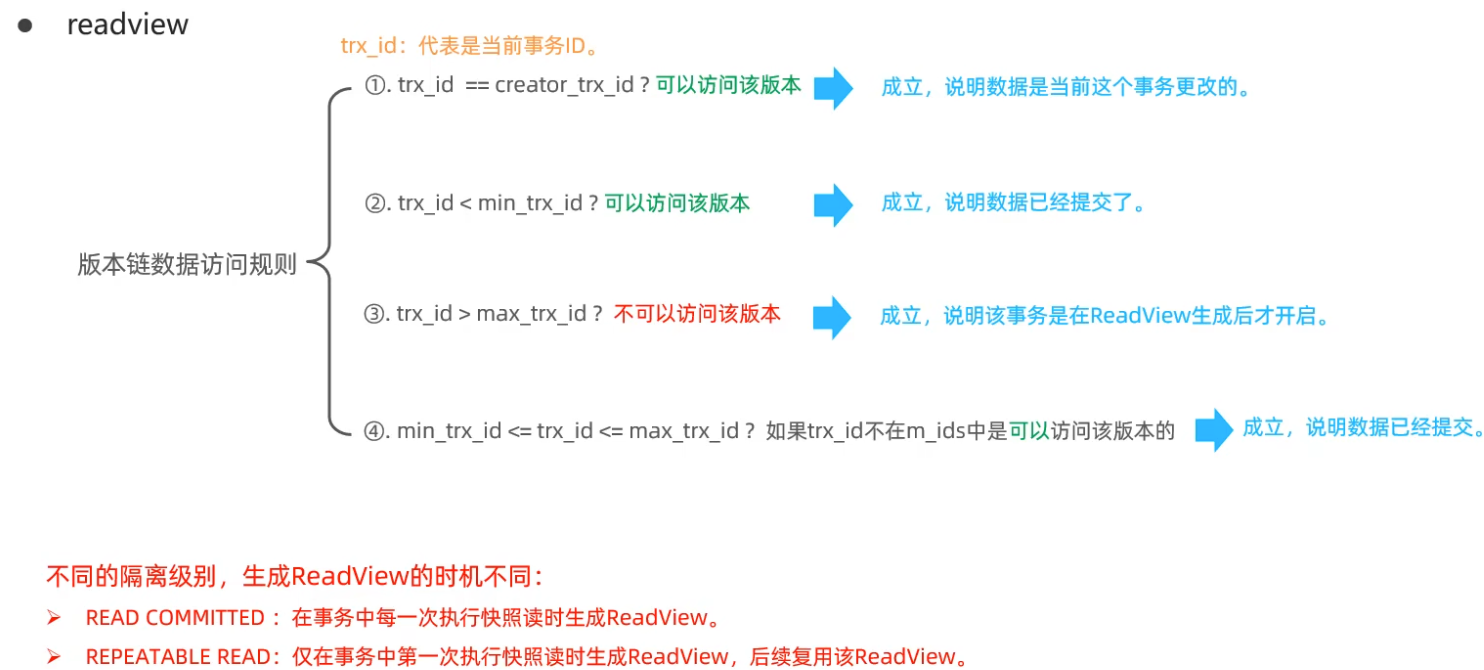 ● readview
trx_id：代表是当前事务ID。
①. trx_id == creator_trx_id ? 可以访问该版本 成立，说明数据是当前这个事务更改的。
②. trx_id < min_trx_id ? 可以访问该版本 成立，说明数据已经提交了。
版本链数据访问规则
③. trx_id > max_trx_id ? 不可以访问该版本 成立，说明该事务是在ReadView生成后才开启。
④. min_trx_id <= trx_id <= max_trx_id ? 如果trx_id不在m_ids中是可以访问该版本的 成立，说明数据已经提交。
不同的隔离级别，生成ReadView的时机不同：
➢ READ COMMITTED ：在事务中每一次执行快照读时生成ReadView。
➢ REPEATABLE READ：仅在事务中第一次执行快照读时生成ReadView，后续复用该ReadView。